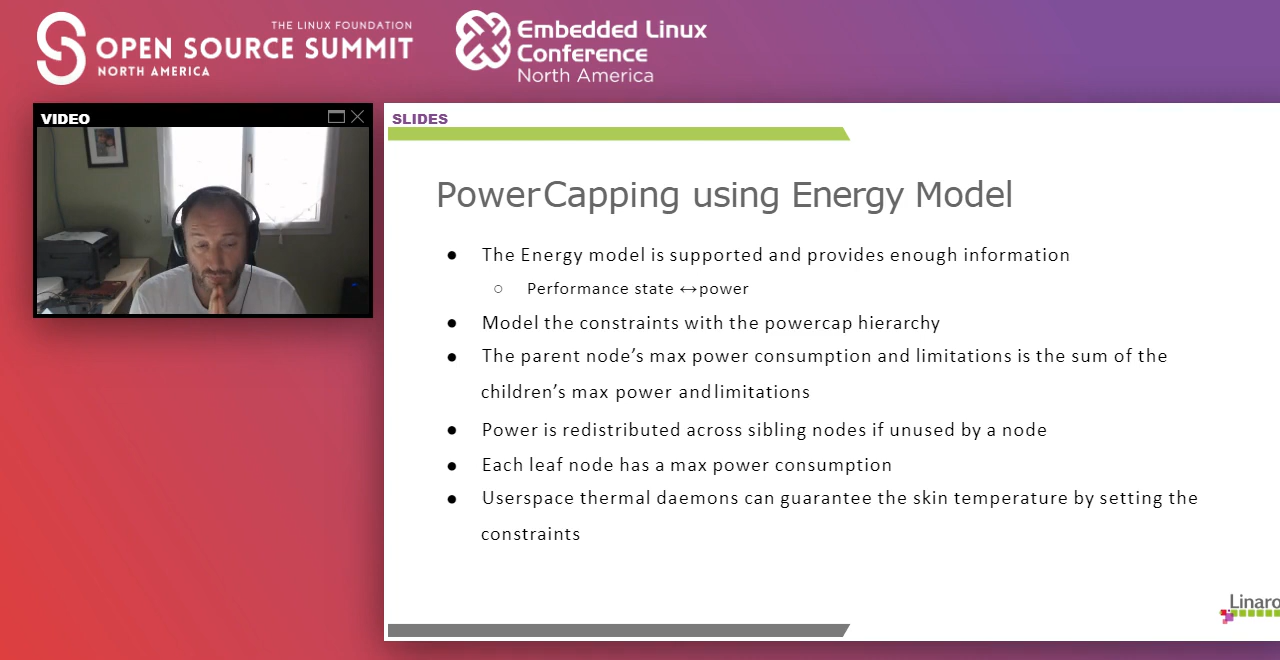 THE LINUX FOUNDATION
OPEN SOURCE SUMMIT
NORTH AMERICA
Embedded Linux
Conference
North America
VIDEO
SLIDES
PowerCapping using Energy Model
● The Energy model is supported and provides enough information
○ Performance state ↔power
● Model the constraints with the powercap hierarchy
● The parent node’s max power consumption and limitations is the sum of the
children’s max power and limitations
● Power is redistributed across sibling nodes if unused by a node
● Each leaf node has a max power consumption
● Userspace thermal daemons can guarantee the skin temperature by setting the
constraints
Linaro